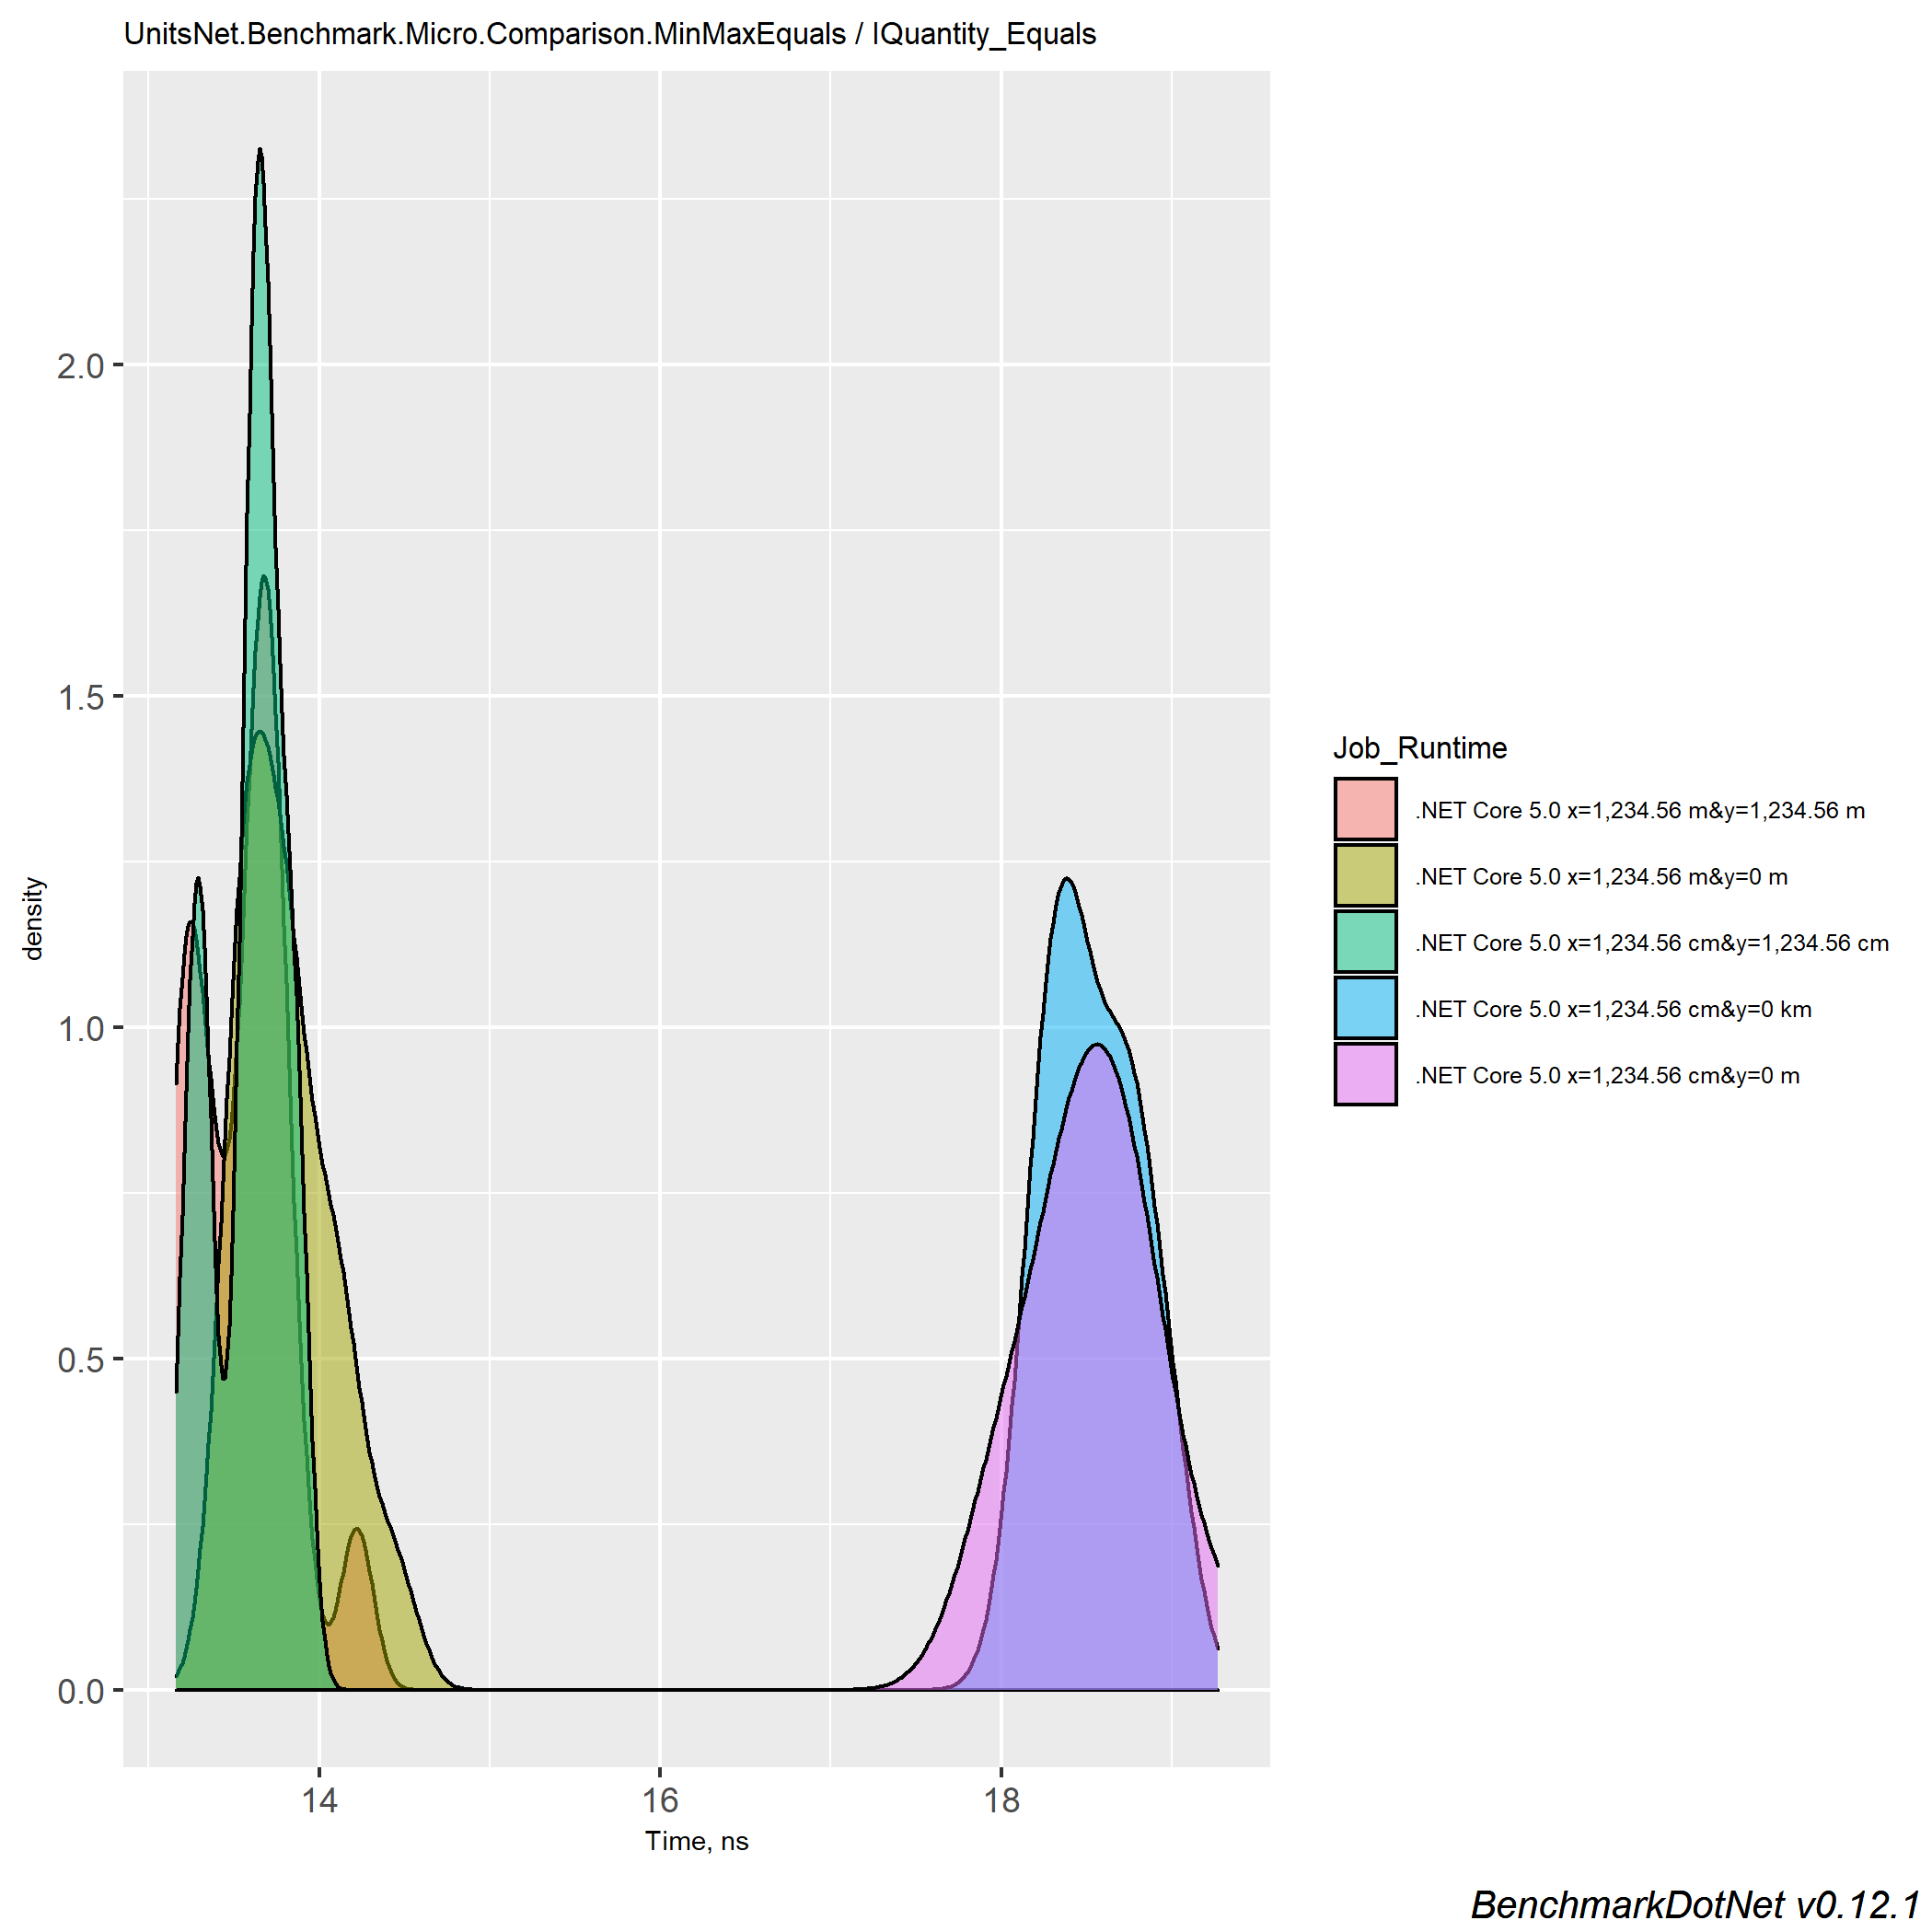 UnitsNet.Benchmark.Micro.Comparison.MinMaxEquals / IQuantity_Equals
2.0
1.5
1.0
0.5
0.0
density
14
16
18
Time, ns
Job_Runtime
.NET Core 5.0 x=1,234.56 m&y=1,234.56 m
.NET Core 5.0 x=1,234.56 m&y=0 m
.NET Core 5.0 x=1,234.56 cm&y=1,234.56 cm
.NET Core 5.0 x=1,234.56 cm&y=0 km
.NET Core 5.0 x=1,234.56 cm&y=0 m
BenchmarkDotNet v0.12.1